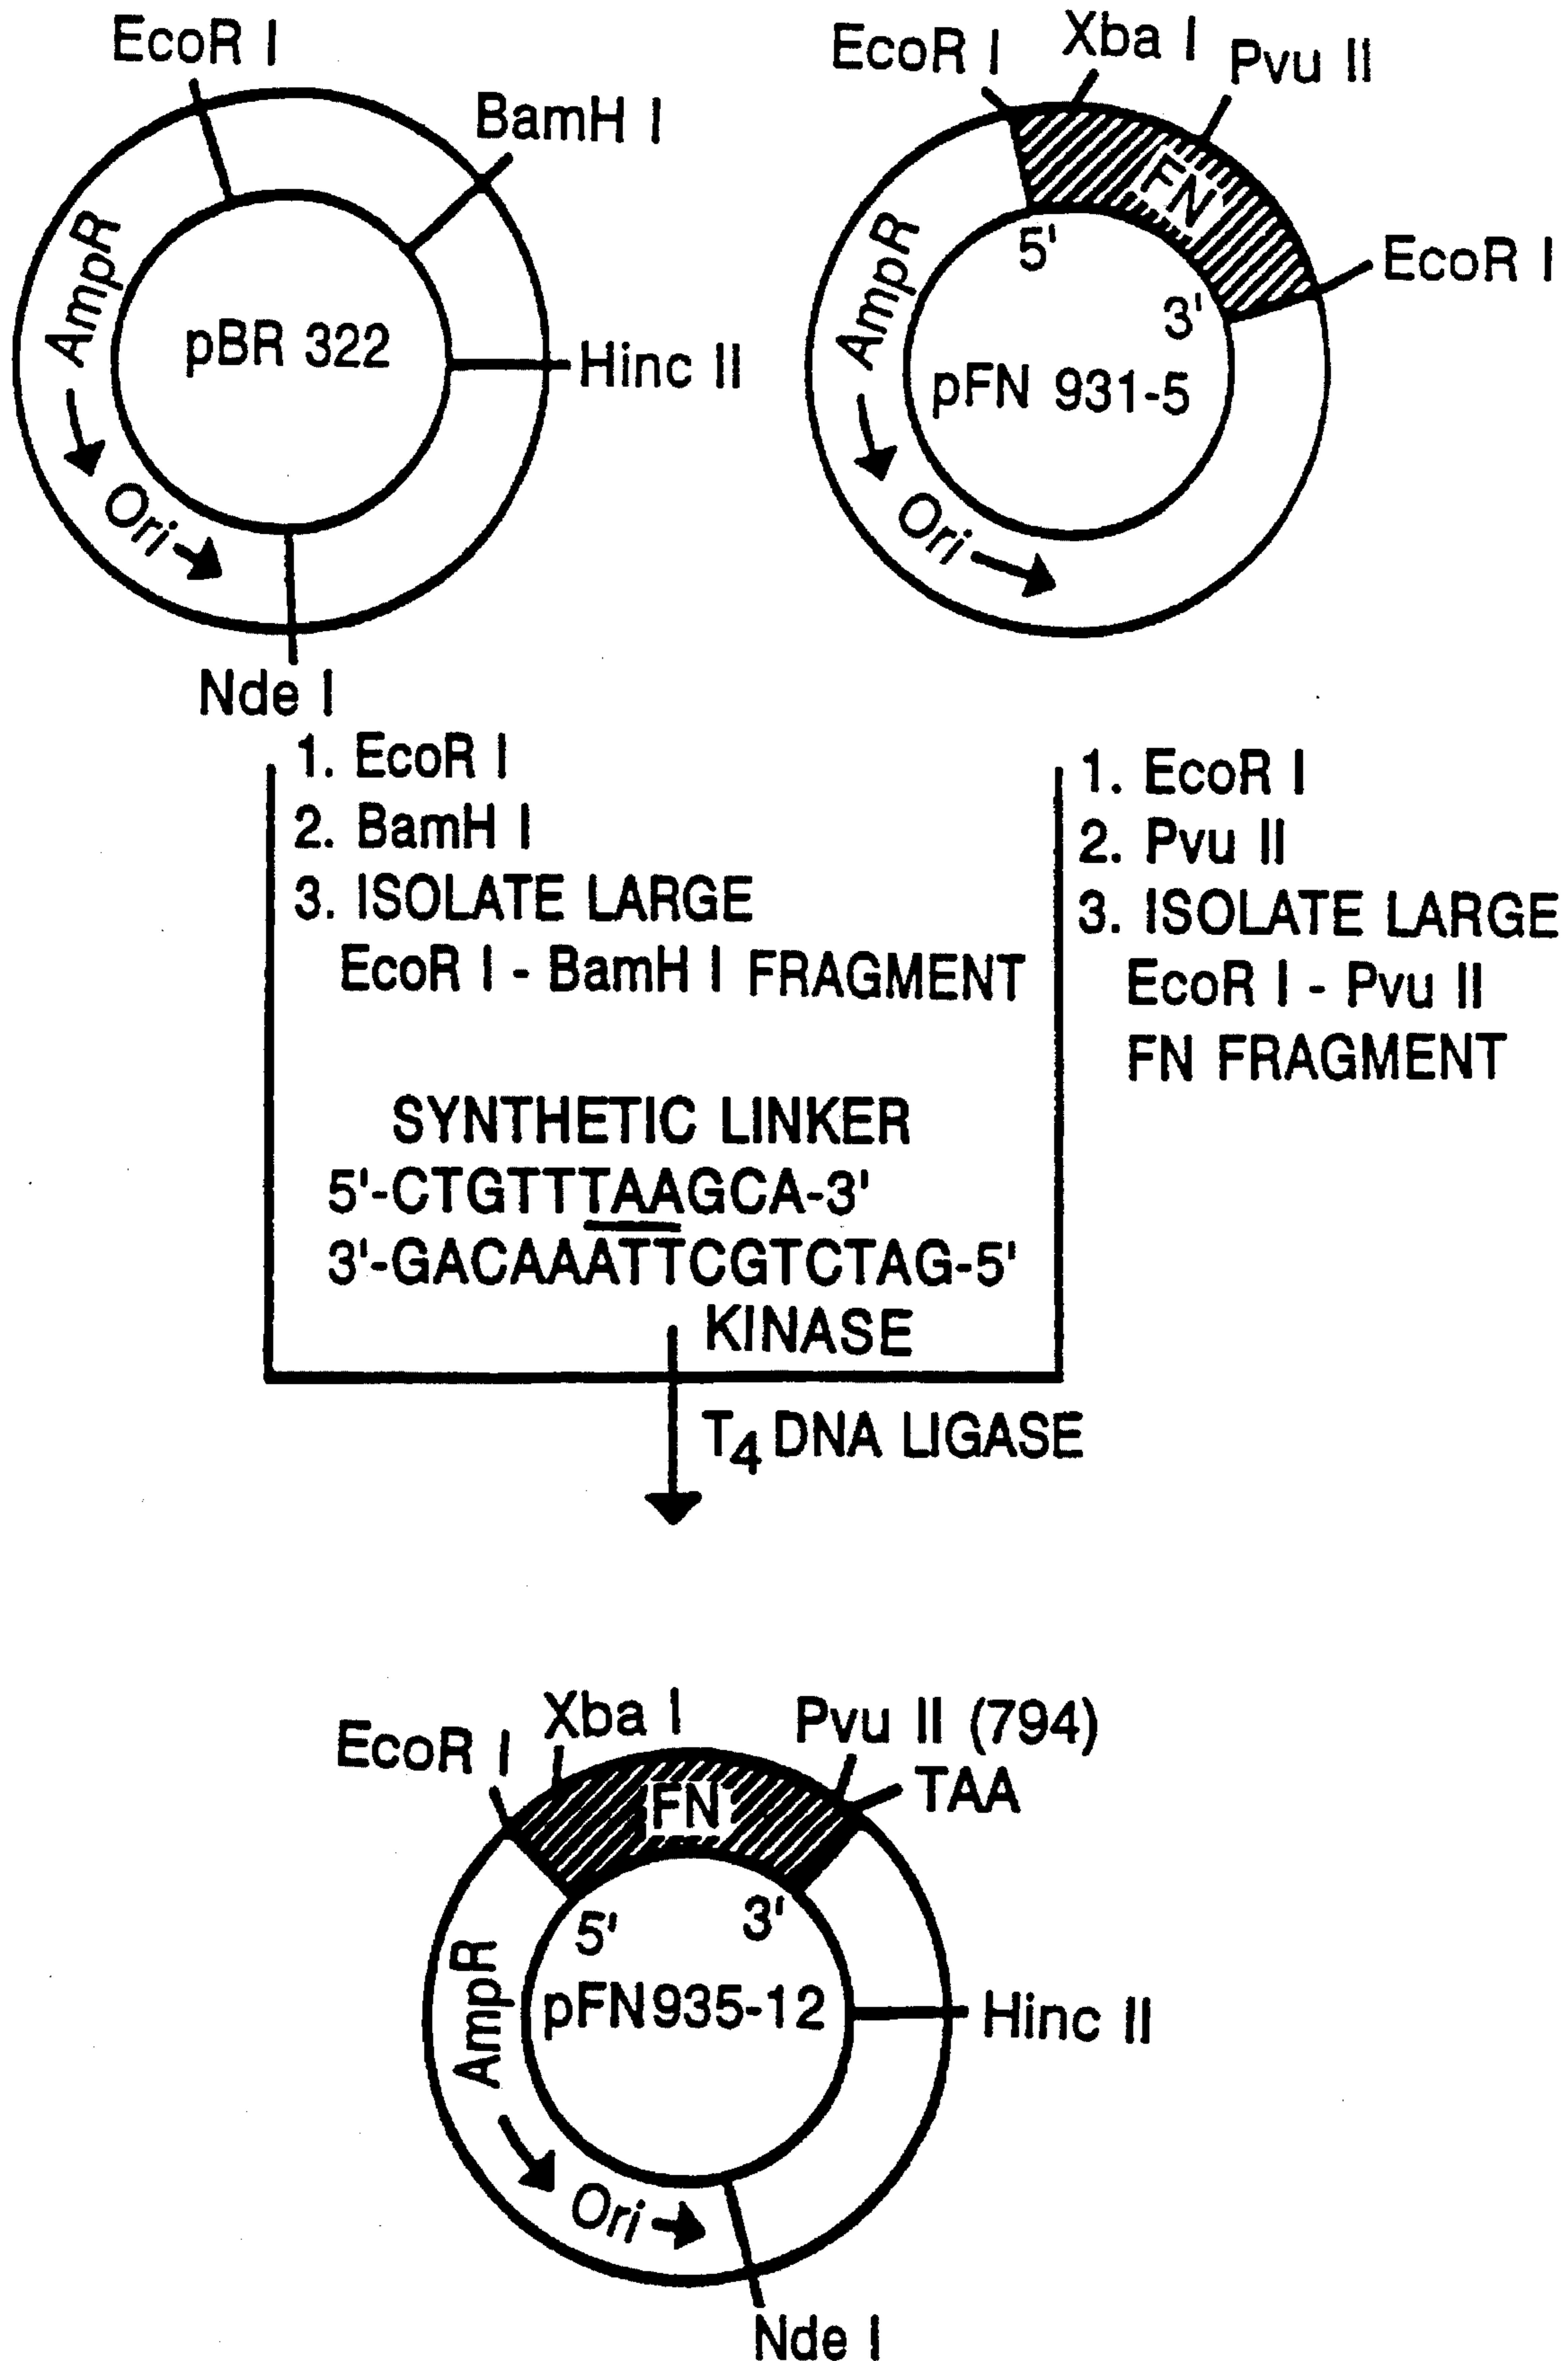 EcoR I
BamH I
AmpR
pBR 322
Hinc II
Ori
Nde I
EcoR I
Xba I
Pvu II
FN
EcoR I
5'
3'
AmpR
pFN 931-5
Ori
1. EcoR I
2. BamH I
3. ISOLATE LARGE
EcoR I - BamH I FRAGMENT
1. EcoR I
2. Pvu II
3. ISOLATE LARGE
EcoR I - Pvu II
FN FRAGMENT
SYNTHETIC LINKER
5'-CTGTTTTAAGCA-3'
3'-GACAAAATTCGTCTAG-5'
KINASE
T4 DNA LIGASE
EcoR I
Xba I
Pvu II (794)
TAA
FN
5'
3'
AmpR
pFN935-12
Hinc II
Ori
Nde I